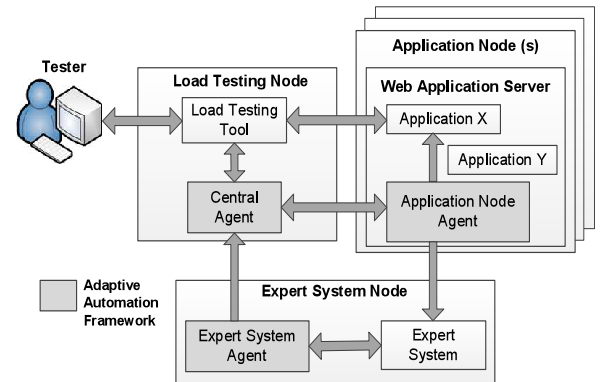 Tester
Load Testing Node
Load Testing
Tool
Central
Agent
Application Node (s)
Web Application Server
Application X
Application Y
Application Node
Agent
Adaptive
Automation
Framework
Expert System Node
Expert System
Agent
Expert
System